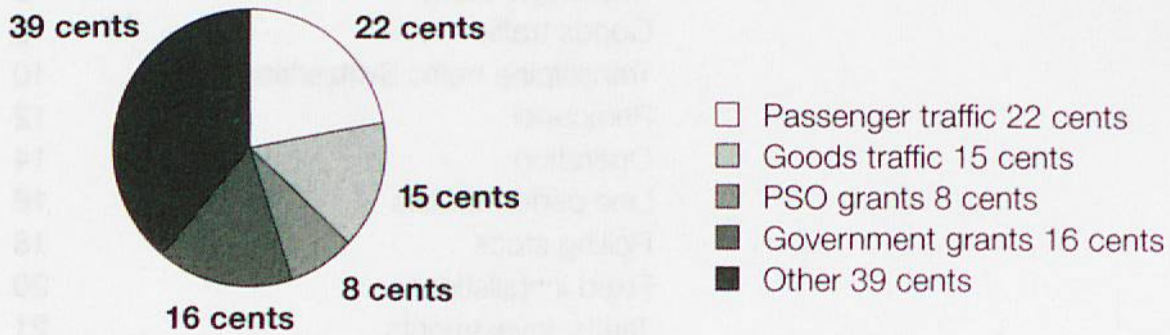 39 cents
22 cents
15 cents
8 cents
16 cents
Passenger traffic 22 cents
Goods traffic 15 cents
PSO grants 8 cents
Government grants 16 cents
Other 39 cents